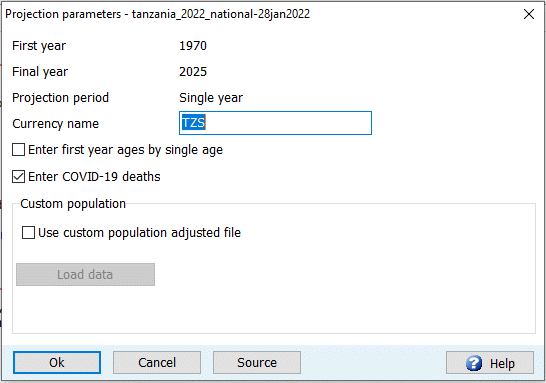 Projection parameters - tanzania_2022_national-28jan2022
First year 1970
Final year 2025
Projection period Single year
Currency name TZS
Enter first year ages by single age
Enter COVID-19 deaths
Custom population
Use custom population adjusted file
Load data
Ok Cancel Source Help